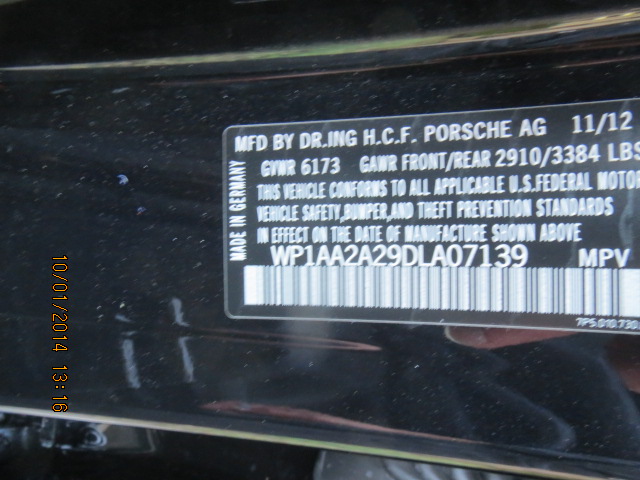 MFD BY DR.ING H.C.F. PORSCHE AG 11/12
GVWR 6173 GAWR FRONT/REAR 2910/3384 LBS
THIS VEHICLE CONFORMS TO ALL APPLICABLE U.S.FEDERAL MOTOR
VEHICLE SAFETY,BUMPER,AND THEFT PREVENTION STANDARDS
IN EFFECT ON THE DATE OF MANUFACTURE SHOWN ABOVE
WP1AA2A29DLA07139 MPV
MADE IN GERMANY
10/01/2014 13:16